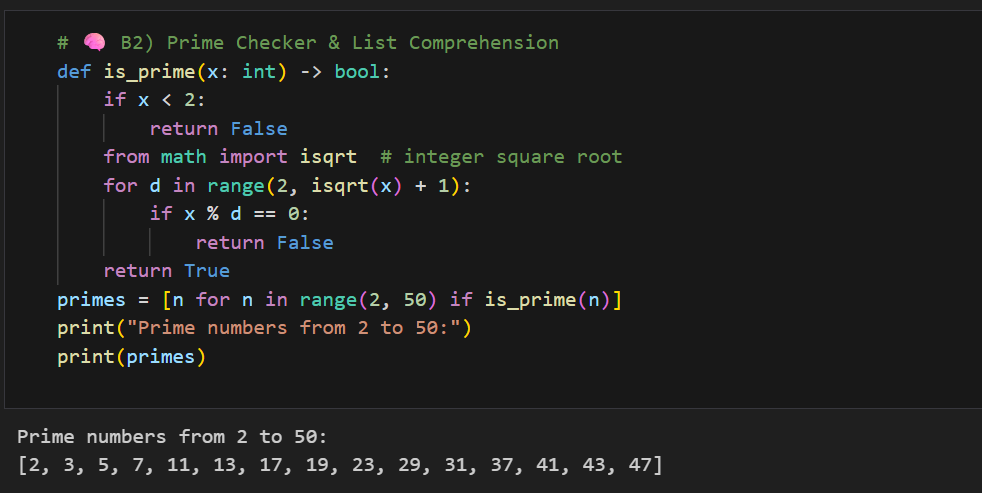 # 🧠 B2) Prime Checker & List Comprehension
def is_prime(x: int) -> bool:
    if x < 2:
        return False
    from math import isqrt  # integer square root
    for d in range(2, isqrt(x) + 1):
        if x % d == 0:
            return False
    return True
primes = [n for n in range(2, 50) if is_prime(n)]
print("Prime numbers from 2 to 50:")
print(primes)
Prime numbers from 2 to 50:
[2, 3, 5, 7, 11, 13, 17, 19, 23, 29, 31, 37, 41, 43, 47]